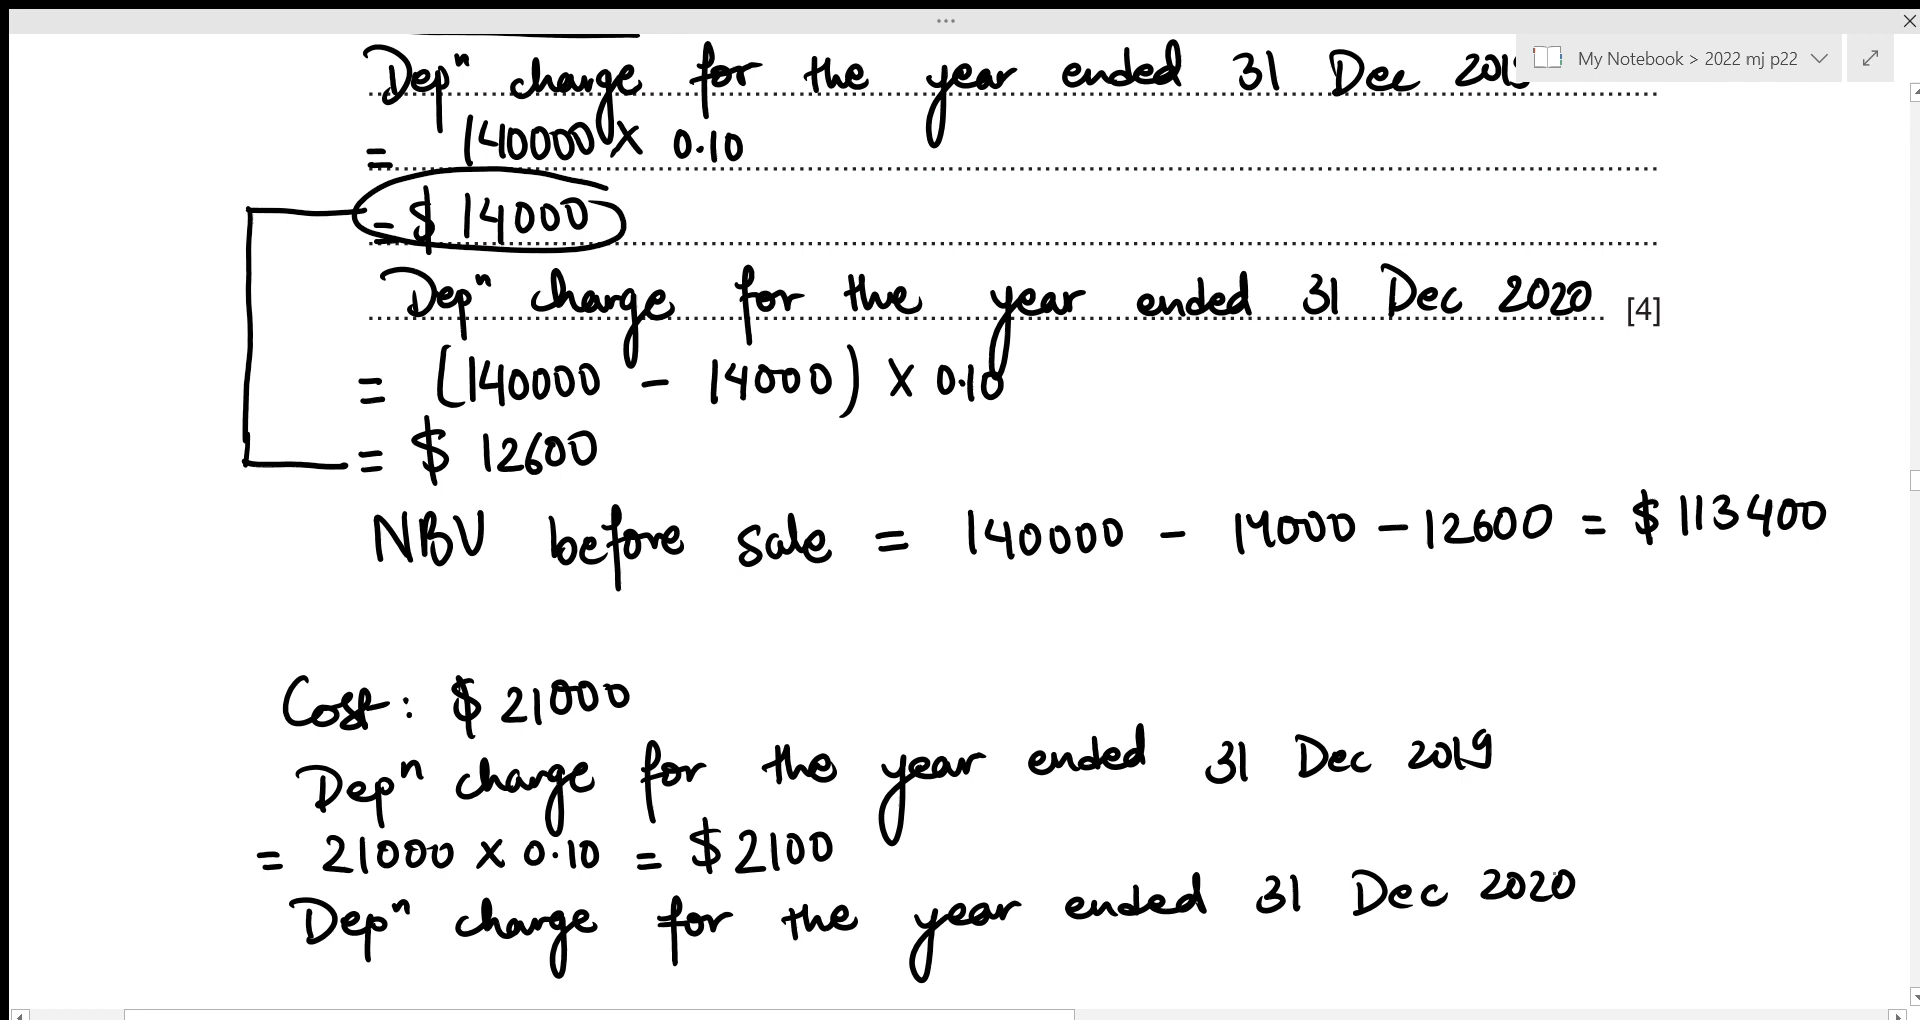 ...
My Notebook > 2022 mj p22
Depⁿ charge for the year ended 31 Dec 2019
= 140000 x 0.10
= $ 14000
Depⁿ charge for the year ended 31 Dec 2020 [4]
= (140000 - 14000) x 0.10
= $ 12600
NBV before sale = 140000 - 14000 - 12600 = $ 113400
Cost: $ 21000
Depⁿ charge for the year ended 31 Dec 2019
= 21000 x 0.10 = $ 2100
Depⁿ charge for the year ended 31 Dec 2020